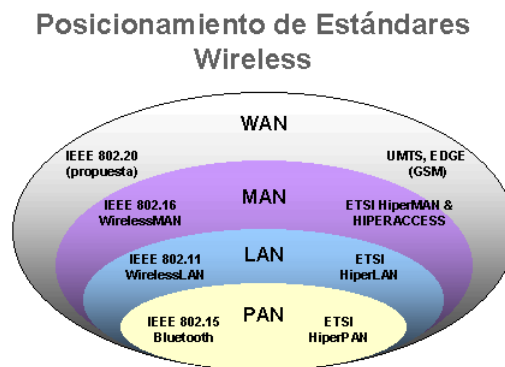 Posicionamiento de Estándares
Wireless
WAN
IEEE 802.20
(propuesta)
UMTS, EDGE
(GSM)
MAN
IEEE 802.16
WirelessMAN
ETSI HiperMAN &
HIPERACCESS
LAN
IEEE 802.11
WirelessLAN
ETSI
HiperLAN
PAN
IEEE 802.15
Bluetooth
ETSI
HiperPAN